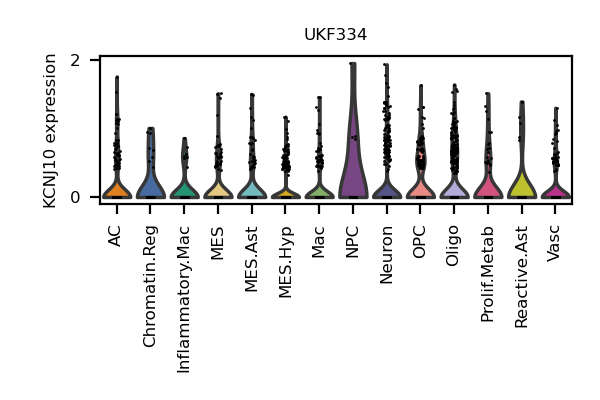 UKF334
KCNJ10 expression
2
0
AC
Chromatin.Reg
Inflammatory.Mac
MES
MES.Ast
MES.Hyp
Mac
NPC
Neuron
OPC
Oligo
Prolif.Metab
Reactive.Ast
Vasc